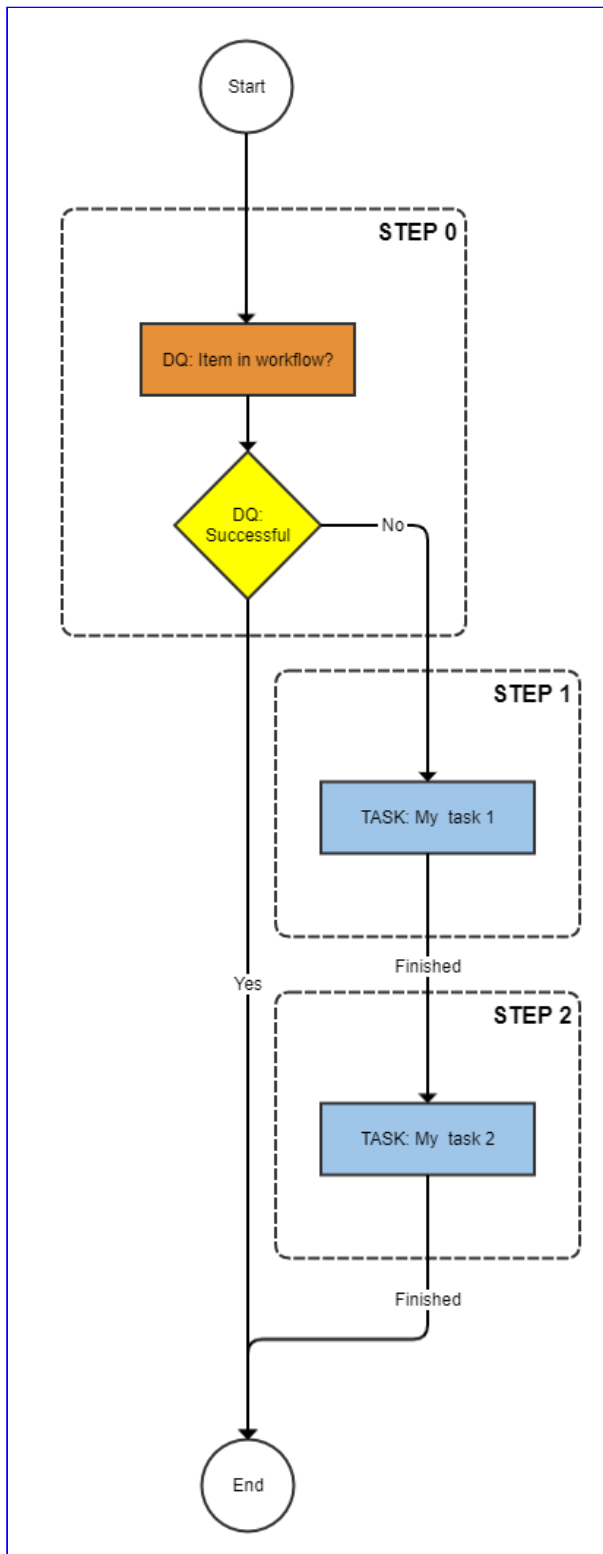 Start
STEP 0
DQ: Item in workflow?
DQ:
Successful
No
STEP 1
TASK: My  task 1
Finished
Yes
STEP 2
TASK: My  task 2
Finished
End